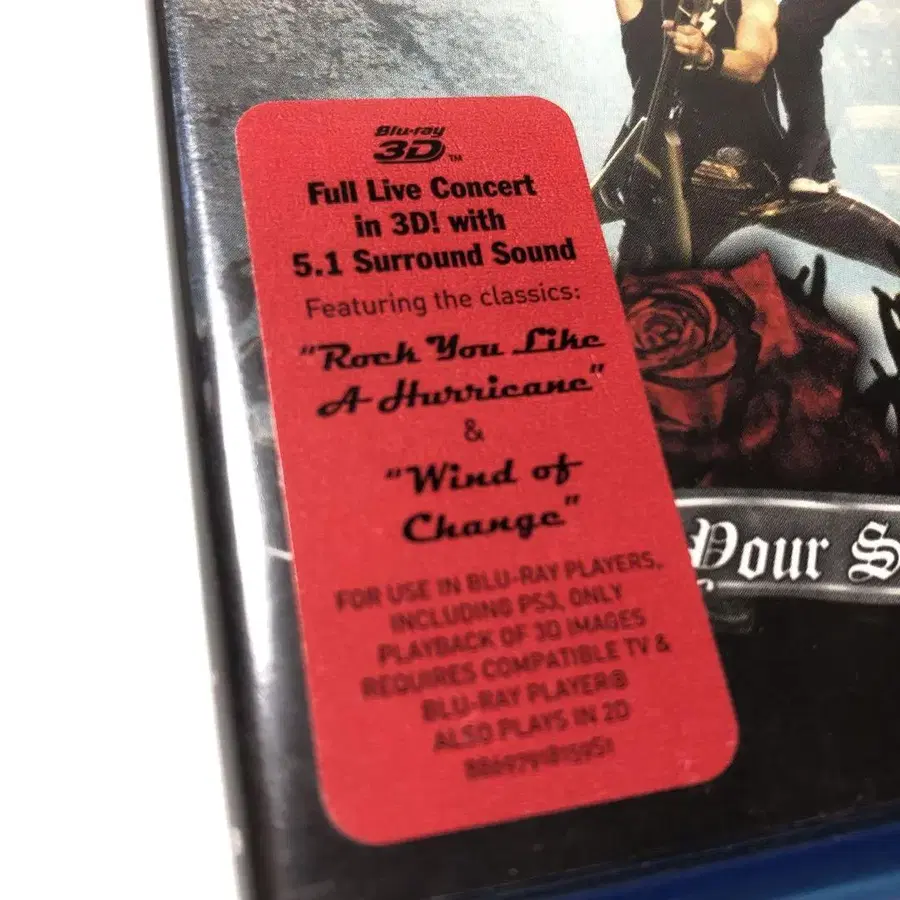 Blu-ray
3D™
Full Live Concert
in 3D! with
5.1 Surround Sound
Featuring the classics:
"Rock You Like
A Hurricane"
&
"Wind of
Change"
FOR USE IN BLU-RAY PLAYERS,
INCLUDING PS3, ONLY
PLAYBACK OF 3D IMAGES
REQUIRES COMPATIBLE TV &
BLU-RAY PLAYER®
ALSO PLAYS IN 2D
Your S